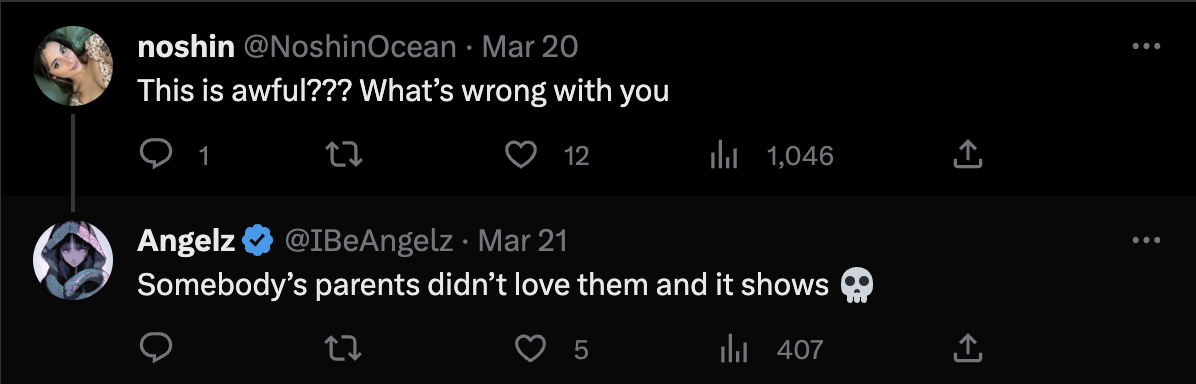 noshin @NoshinOcean · Mar 20
This is awful??? What’s wrong with you
1 12 1,046
Angelz @IBeAngelz · Mar 21
Somebody’s parents didn’t love them and it shows 💀
5 407